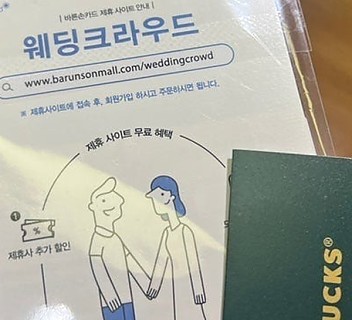 | 바른손카드 제휴 사이트 안내 |
웨딩크라우드
www.barunsonmall.com/weddingcrowd
※ 제휴사이트에 접속 후, 회원가입 하시고 주문하시면 됩니다.
제휴 사이트 무료 혜택
1
%
제휴사 추가 할인
UCKS®